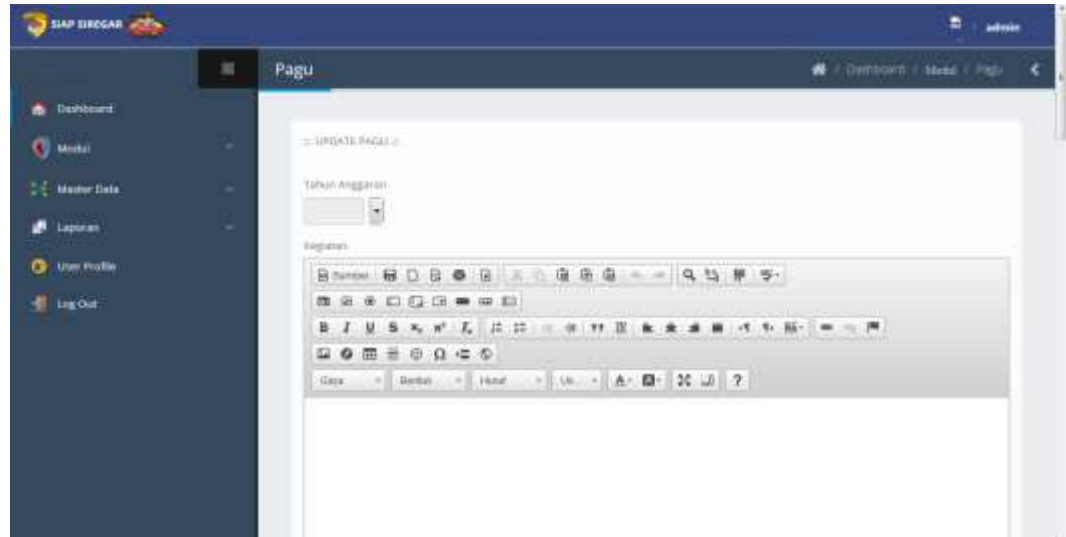 SIAP SIREGAR
admin
Pagu
/ Dashboard / Modul / Pagu
Dashboard
Modul
Master Data
Laporan
User Profile
Log Out
:: UPDATE PAGU ::
Tahun Anggaran
Kegiatan
Sumber
B I U S
Gaya Bentuk Huruf Uk...
A A ?